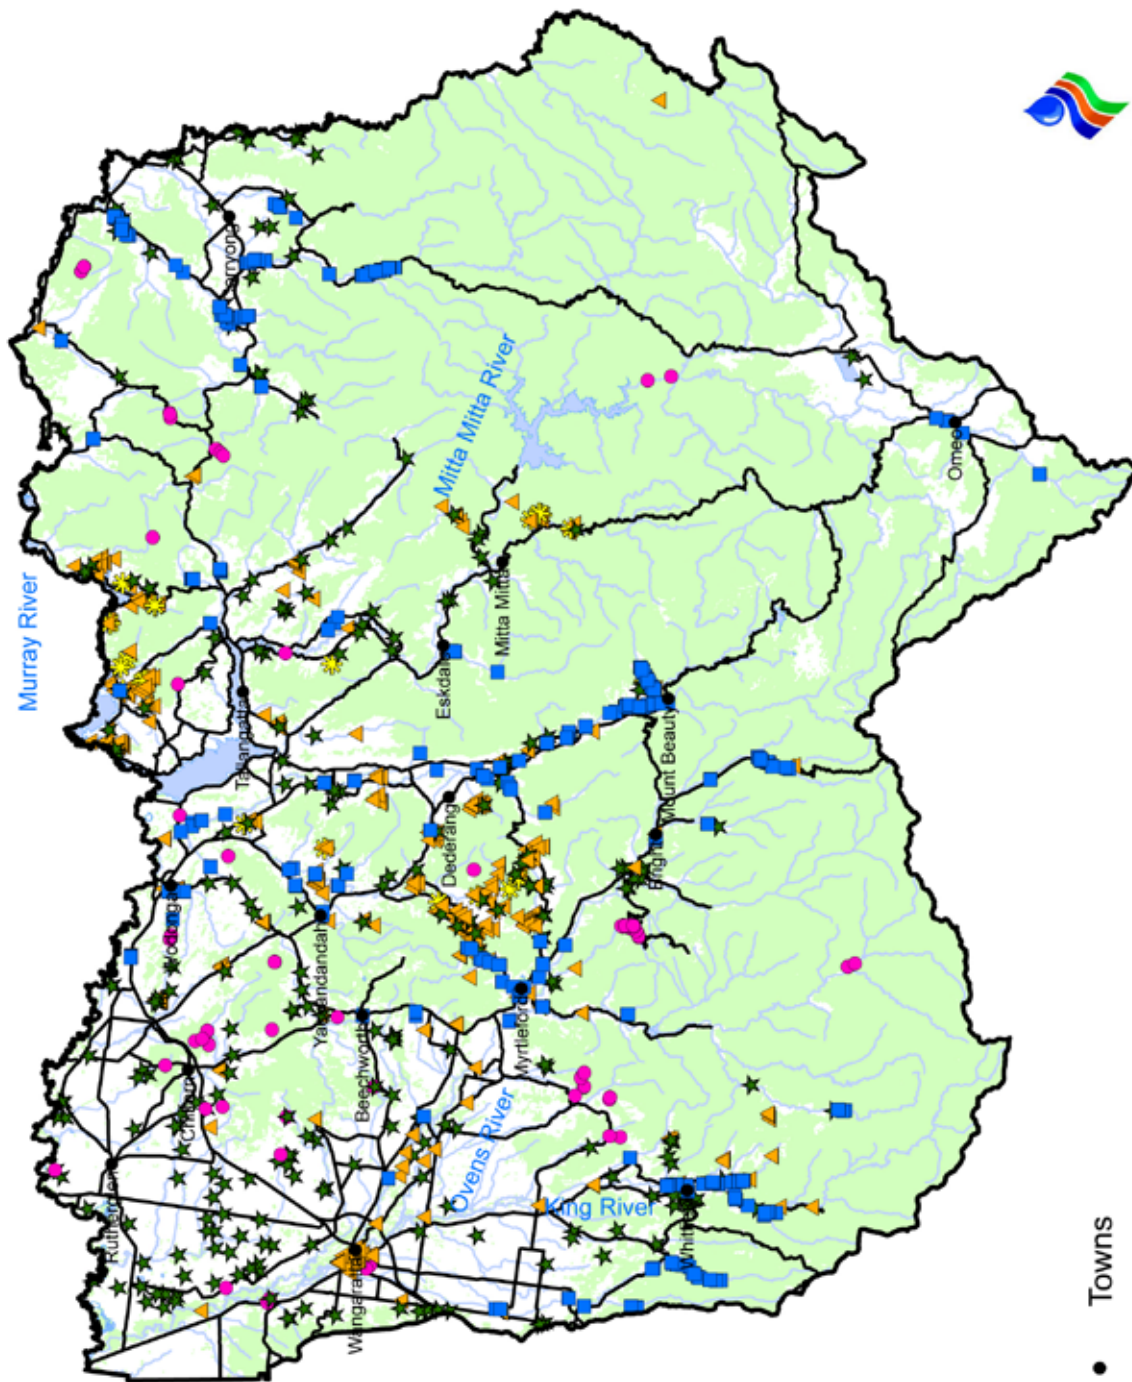 Murray River
Corryong
Mitta Mitta River
Omeo
Mitta Mitta
Eskdale
Tallangatta
Mount Beauty
Bright
Dederang
Wodonga
Yackandandah
Beechworth
Myrtleford
Chiltern
Rutherglen
Wangaratta
Ovens River
King River
Whitfield
Towns